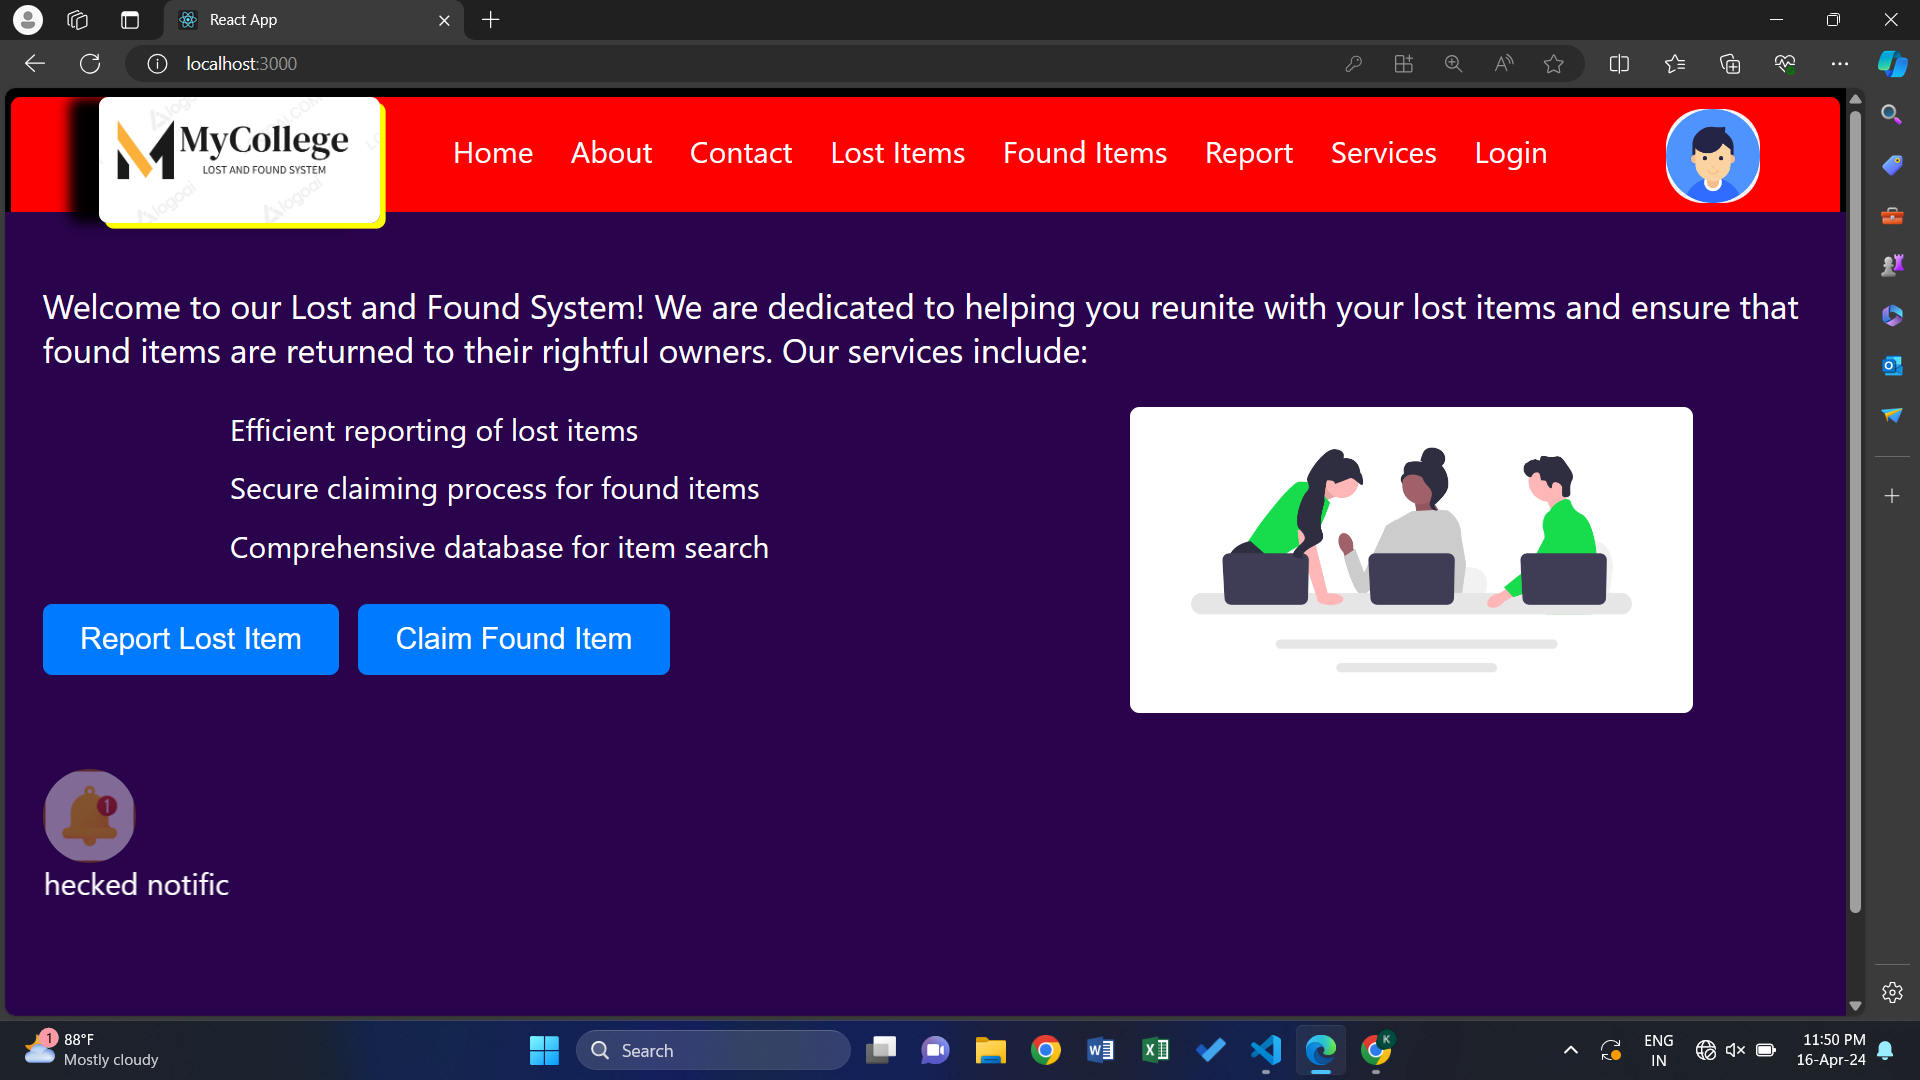 React App
localhost:3000
MyCollege
LOST AND FOUND SYSTEM
Home About Contact Lost Items Found Items Report Services Login
Welcome to our Lost and Found System! We are dedicated to helping you reunite with your lost items and ensure that
found items are returned to their rightful owners. Our services include:
Efficient reporting of lost items
Secure claiming process for found items
Comprehensive database for item search
Report Lost Item Claim Found Item
1
hecked notific
1
88°F
Mostly cloudy
Search
K
ENG
IN
11:50 PM
16-Apr-24